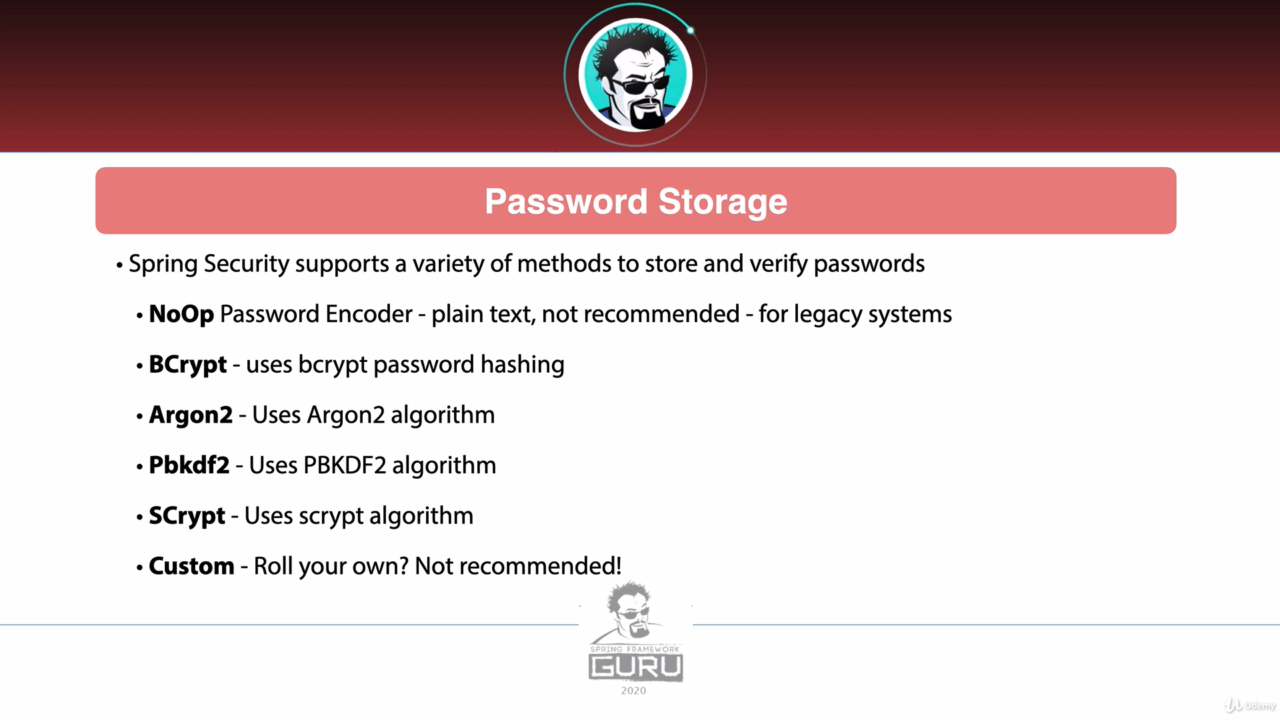 Password Storage
• Spring Security supports a variety of methods to store and verify passwords
• NoOp Password Encoder - plain text, not recommended - for legacy systems
• BCrypt - uses bcrypt password hashing
• Argon2 - Uses Argon2 algorithm
• Pbkdf2 - Uses PBKDF2 algorithm
• SCrypt - Uses scrypt algorithm
• Custom - Roll your own? Not recommended!
SPRING FRAMEWORK
GURU
2020
Udemy